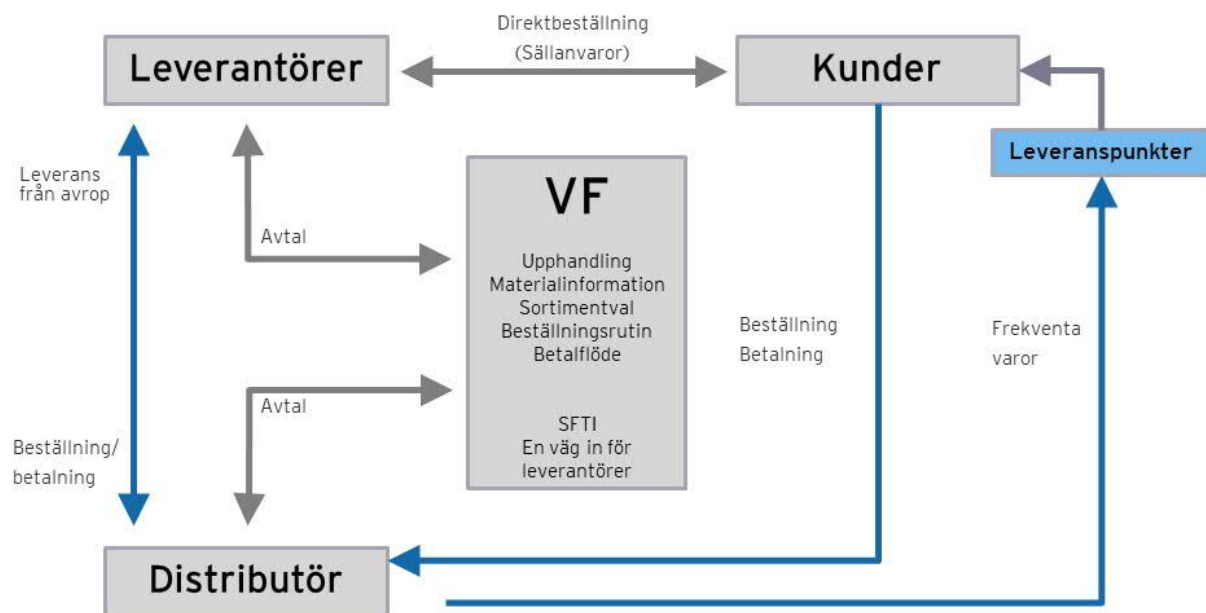 Direktbeställning
(Sällanvaror)
Leverantörer
Kunder
Leveranspunkter
Leverans
från avrop
VF
Avtal
Upphandling
Materialinformation
Sortimentval
Beställningsrutin
Betalflöde
Beställning
Betalning
Frekventa
varor
Avtal
SFTI
En väg in för
leverantörer
Beställning/
betalning
Distributör